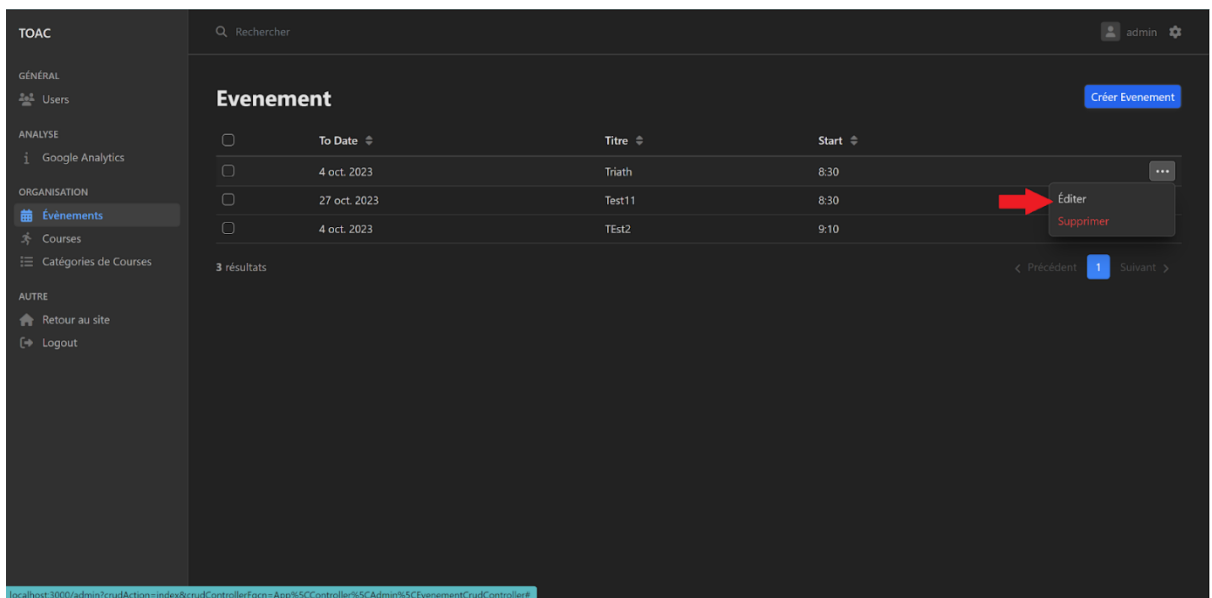 TOAC
Rechercher
admin
GÉNÉRAL
Users
ANALYSE
Google Analytics
ORGANISATION
Évènements
Courses
Catégories de Courses
AUTRE
Retour au site
Logout
Evenement
Créer Evenement
To Date Titre Start
4 oct. 2023 Triath 8:30
27 oct. 2023 Test11 8:30
4 oct. 2023 TEst2 9:10
Éditer
Supprimer
3 résultats
Précédent 1 Suivant
localhost:3000/admin?crudAction=index&crudControllerFqcn=App%5CController%5CAdmin%5CEvenementCrudController#